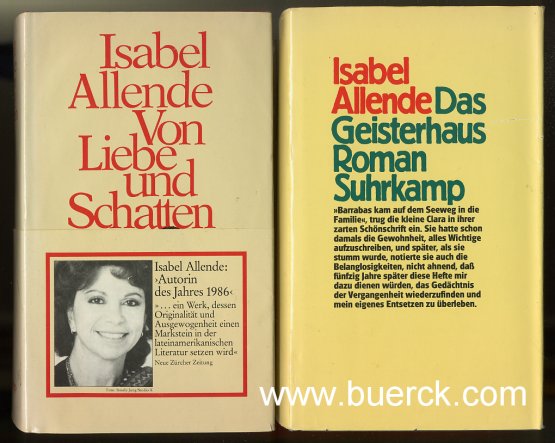 Isabel
Allende
Von
Liebe
und
Schatten
Isabel Allende:
›Autorin
des Jahres 1986‹
»... ein Werk, dessen
Originalität und
Ausgewogenheit einen
Markstein in der
lateinamerikanischen
Literatur setzen wird«
Neue Zürcher Zeitung
Isabel
Allende Das
Geisterhaus
Roman
Suhrkamp
»Barrabas kam auf dem Seeweg in die
Familie«, trug die kleine Clara in ihrer
zarten Schönschrift ein. Sie hatte schon
damals die Gewohnheit, alles Wichtige
aufzuschreiben, und später, als sie
stumm wurde, notierte sie auch die
Belanglosigkeiten, nicht ahnend, daß
fünfzig Jahre später diese Hefte mir
dazu dienen würden, das Gedächtnis
der Vergangenheit wiederzufinden und
mein eigenes Entsetzen zu überleben.
www.buerck.com